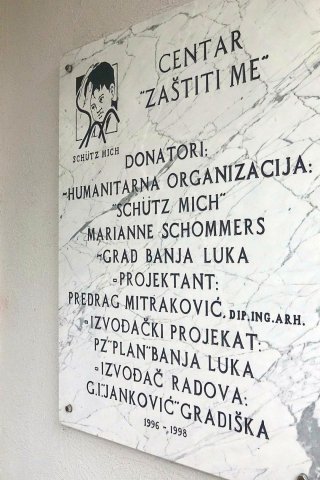 CENTAR
"ZAŠTITI ME"
SCHÜTZ MICH
DONATORI:
-HUMANITARNA ORGANIZACIJA:
"SCHÜTZ MICH"
MARIANNE SCHOMMERS
-GRAD BANJA LUKA
-PROJEKTANT:
PREDRAG MITRAKOVIĆ, DIP.ING.ARH.
-IZVOĐAČKI PROJEKAT:
PZ"PLAN"BANJA LUKA
-IZVOĐAČ RADOVA:
G.I."JANKOVIĆ"GRADIŠKA
1996-1998